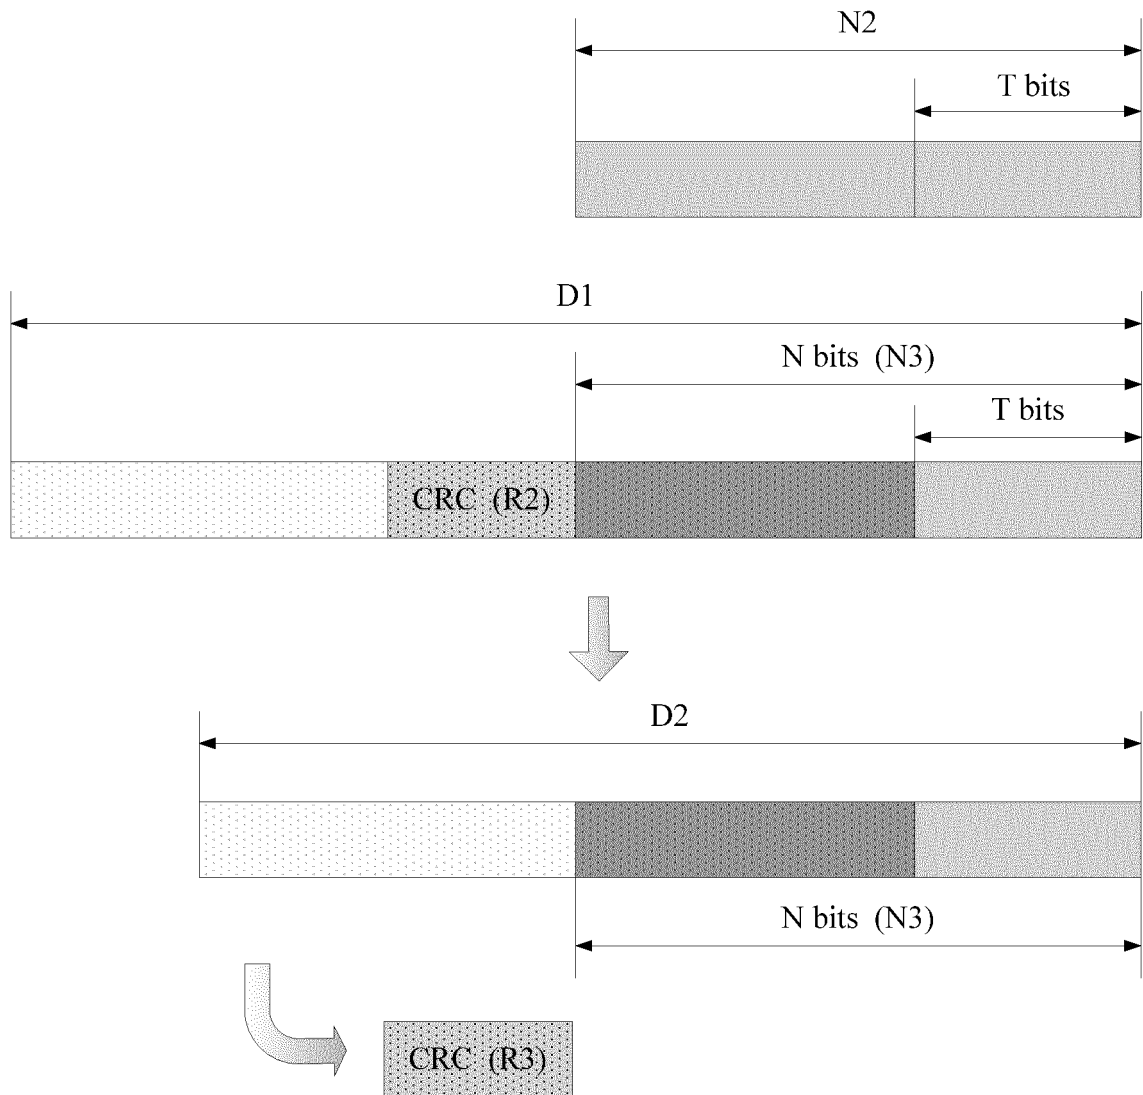 N2
T bits
D1
N bits (N3)
T bits
CRC (R2)
D2
N bits (N3)
CRC (R3)